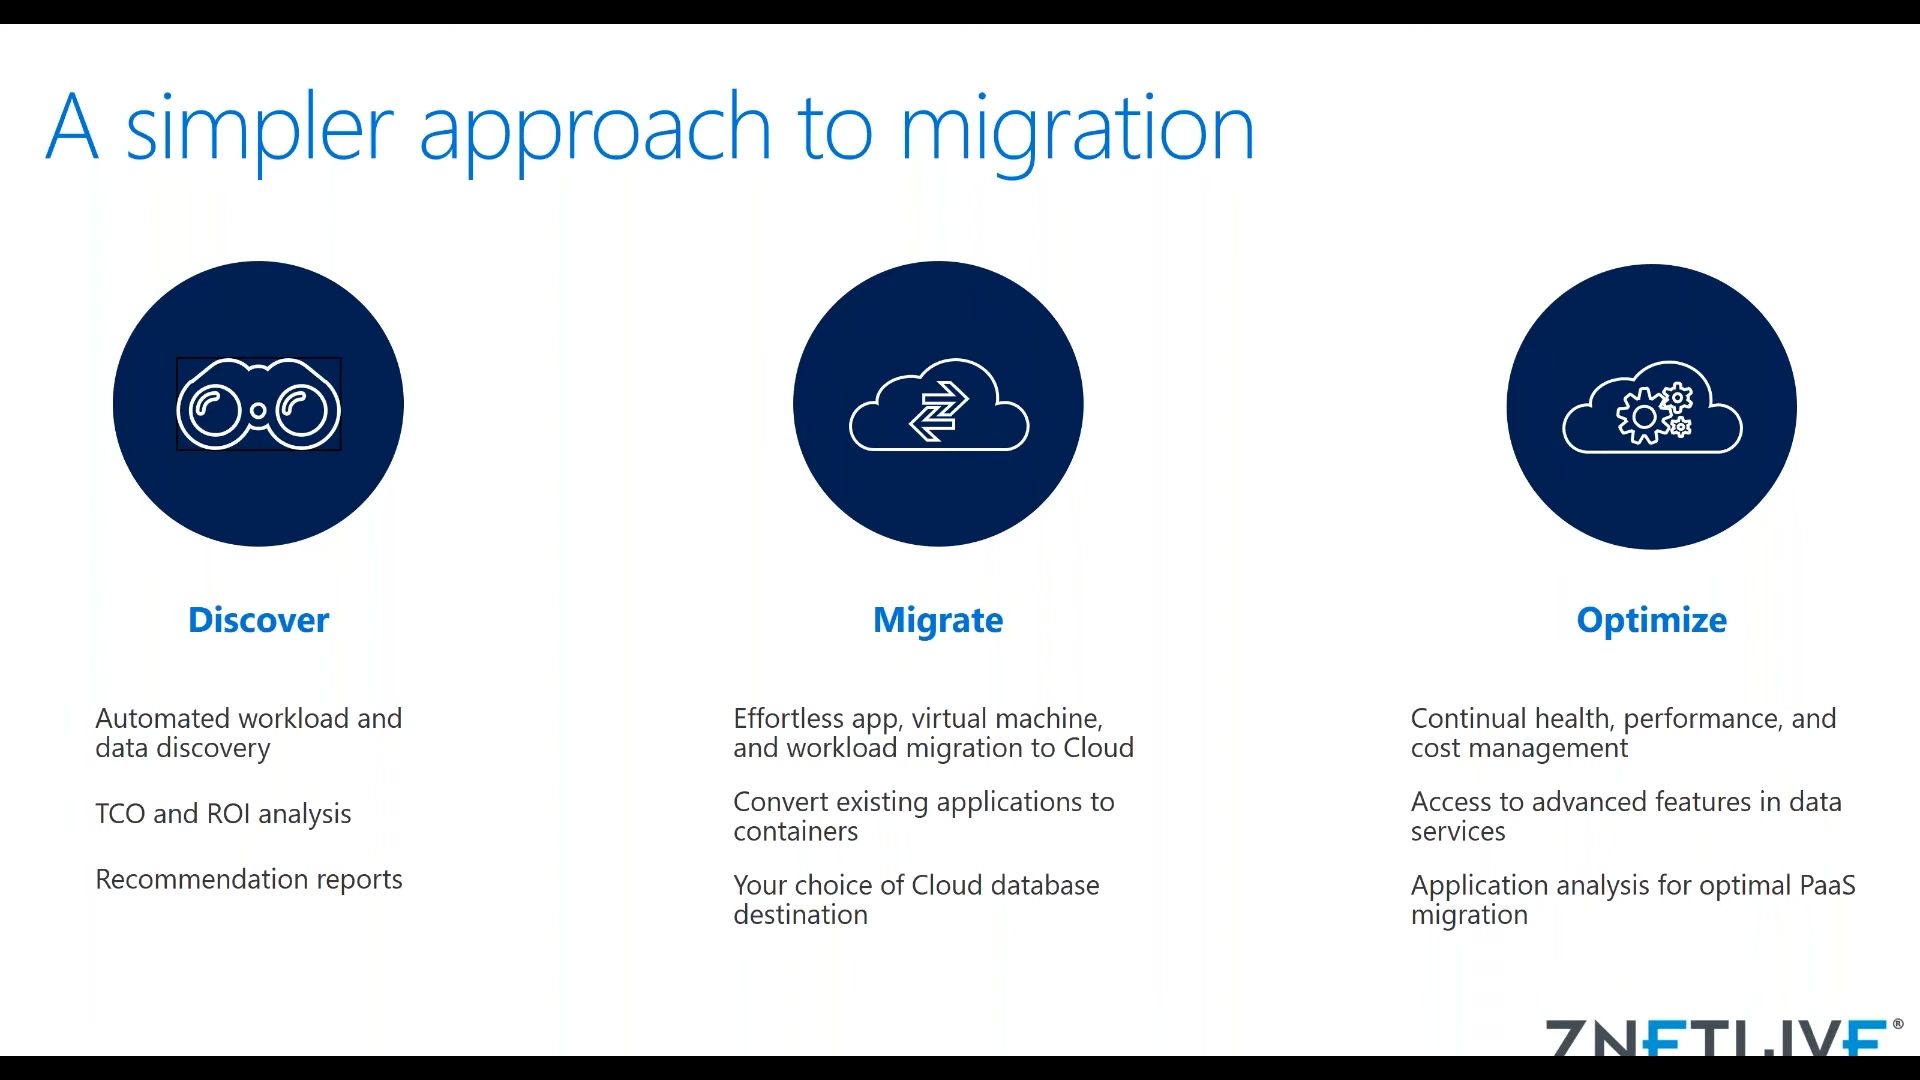 A simpler approach to migration
Discover
Automated workload and
data discovery
TCO and ROI analysis
Recommendation reports
Migrate
Effortless app, virtual machine,
and workload migration to Cloud
Convert existing applications to
containers
Your choice of Cloud database
destination
Optimize
Continual health, performance, and
cost management
Access to advanced features in data
services
Application analysis for optimal PaaS
migration
ZNETLIVE®